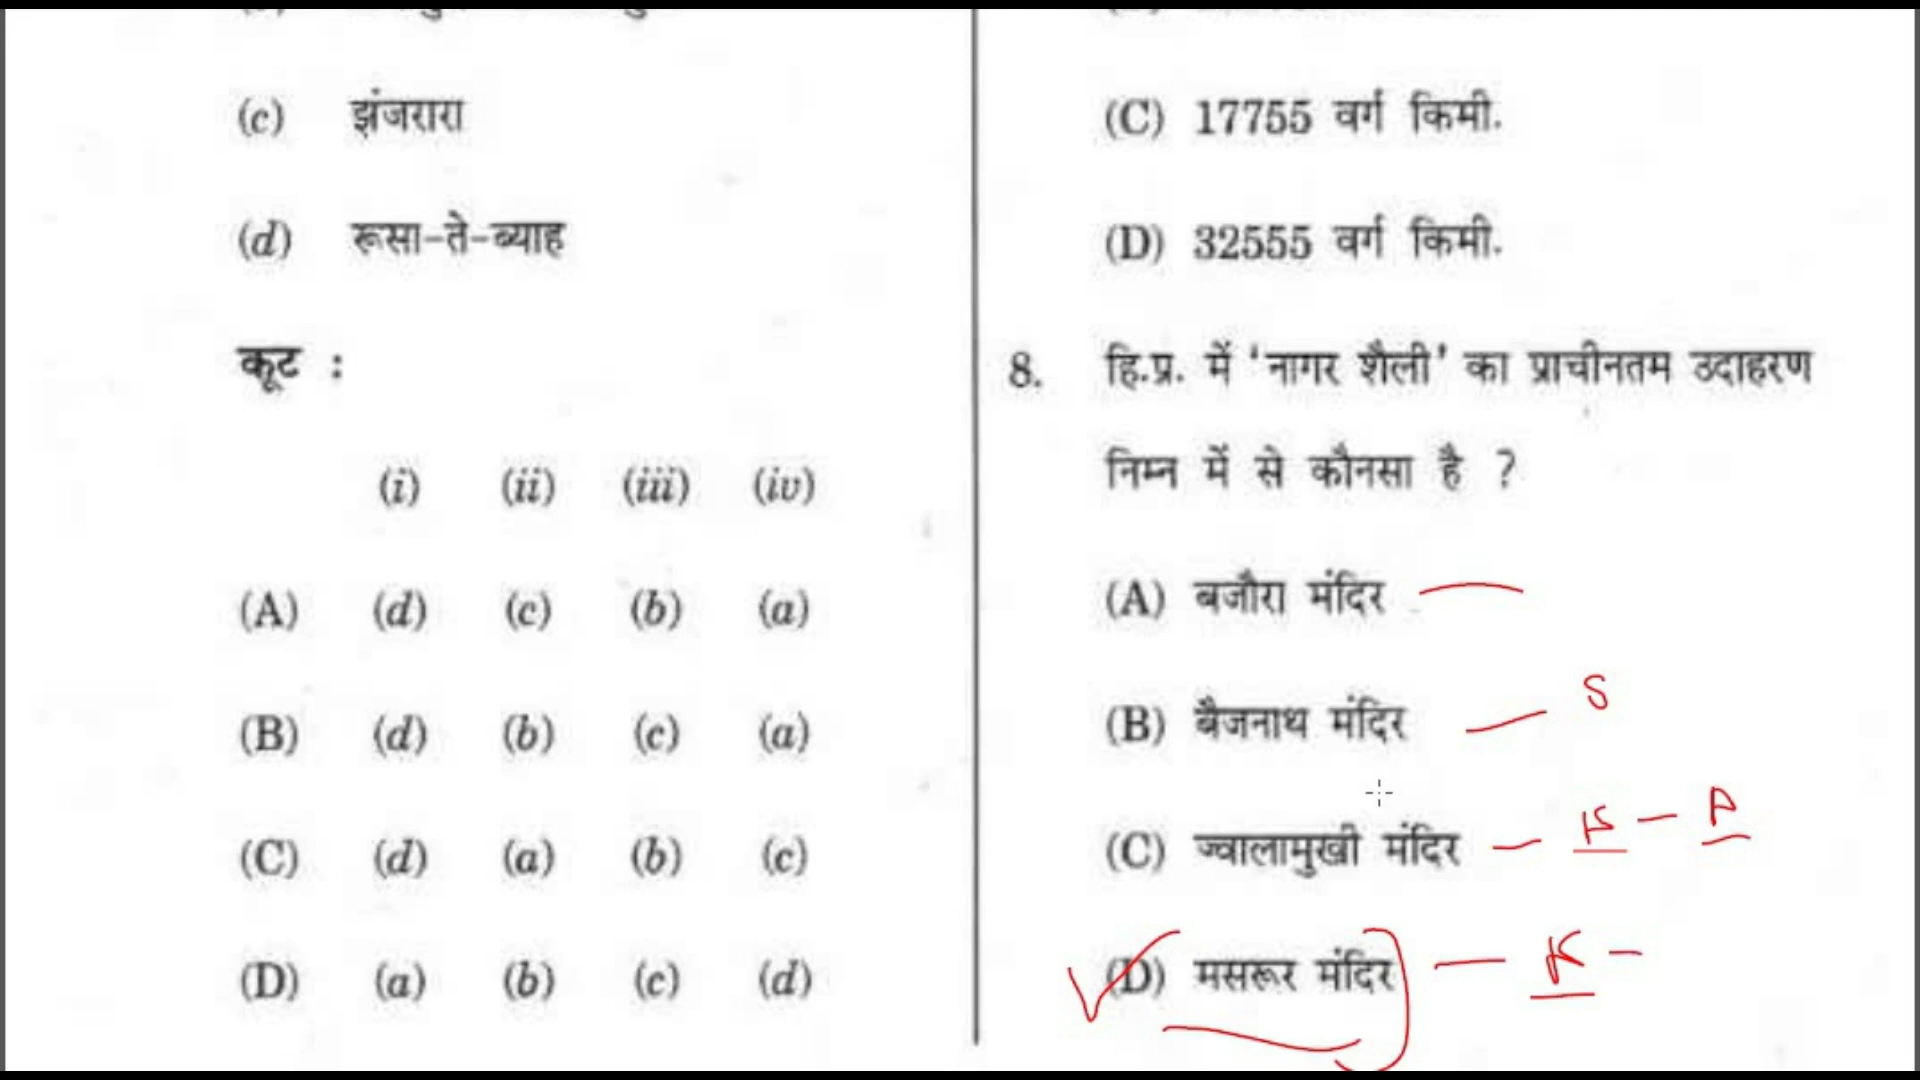 (c) झंजरारा
(d) रूसा-ते-ब्याह
कूट :
(i) (ii) (iii) (iv)
(A) (d) (c) (b) (a)
(B) (d) (b) (c) (a)
(C) (d) (a) (b) (c)
(D) (a) (b) (c) (d)
(C) 17755 वर्ग किमी.
(D) 32555 वर्ग किमी.
8. हि.प्र. में 'नागर शैली' का प्राचीनतम उदाहरण
निम्न में से कौनसा है ?
(A) बजौरा मंदिर —
(B) बैजनाथ मंदिर — S
(C) ज्वालामुखी मंदिर — K — A
(D) मसरूर मंदिर — K —